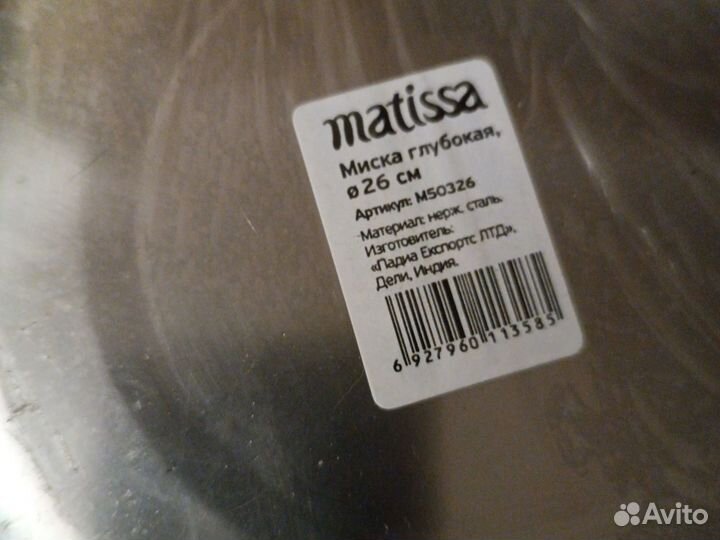 matissa
Миска глубокая,
ø 26 см
Артикул: M50326
Материал: нерж. сталь.
Изготовитель:
«Падиа Експортс ЛТД»,
Дели, Индия.
6 927960 113585
Avito